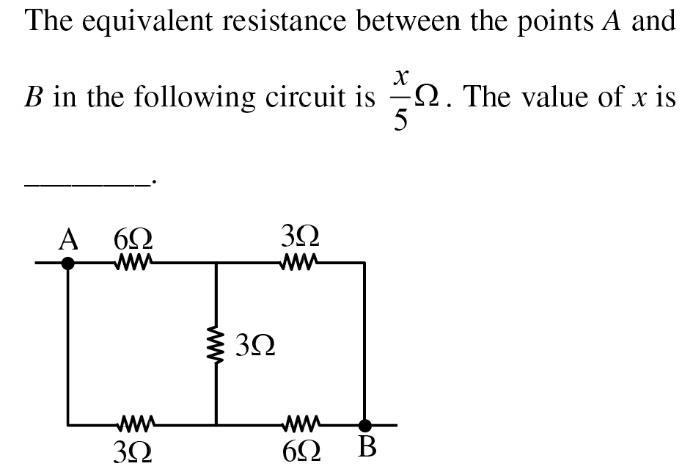 The equivalent resistance between the points A and
B in the following circuit is x/5 Ω. The value of x is
________.
A 6Ω 3Ω
3Ω
3Ω 6Ω B